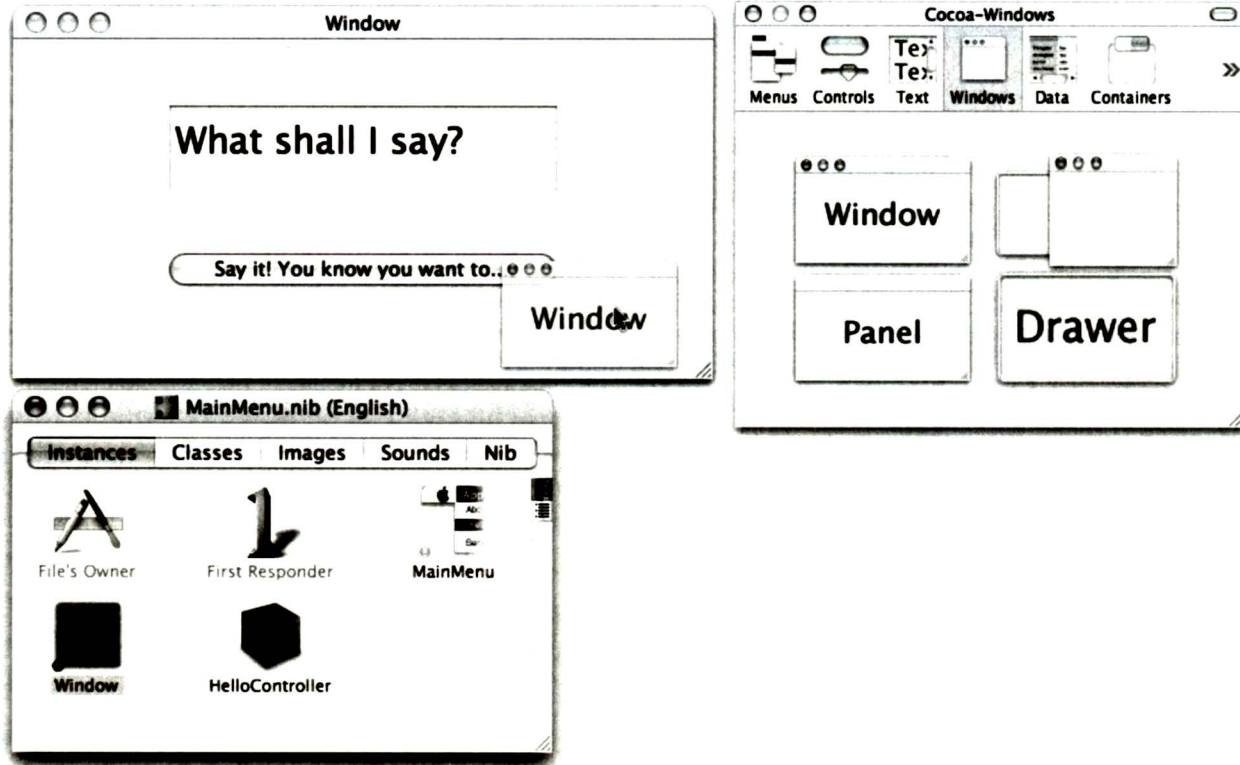 Window
What shall I say?
Say it! You know you want to..
Window
Cocoa-Windows
Menus Controls Text Windows Data Containers
Window
Panel Drawer
MainMenu.nib (English)
Instances Classes Images Sounds Nib
File's Owner First Responder MainMenu
Window HelloController